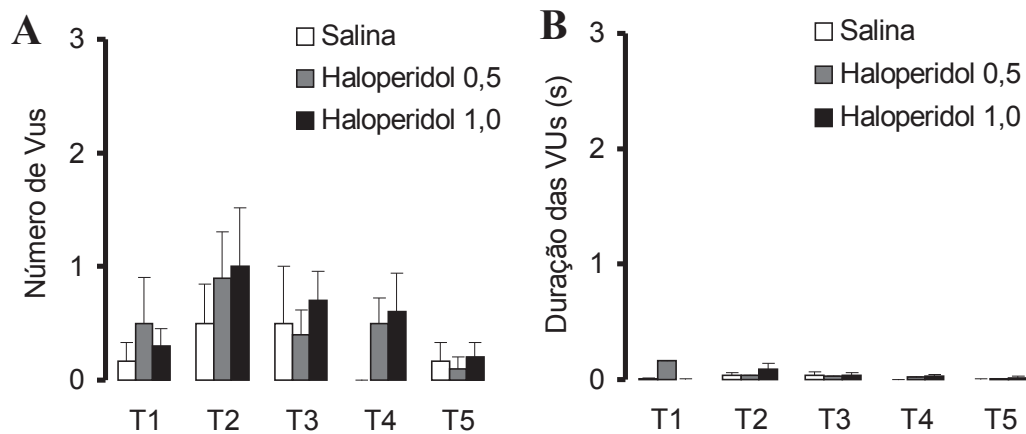 A
3
2
1
0
Número de Vus
Salina
Haloperidol 0,5
Haloperidol 1,0
T1 T2 T3 T4 T5
B
3
2
1
0
Duração das VUs (s)
Salina
Haloperidol 0,5
Haloperidol 1,0
T1 T2 T3 T4 T5